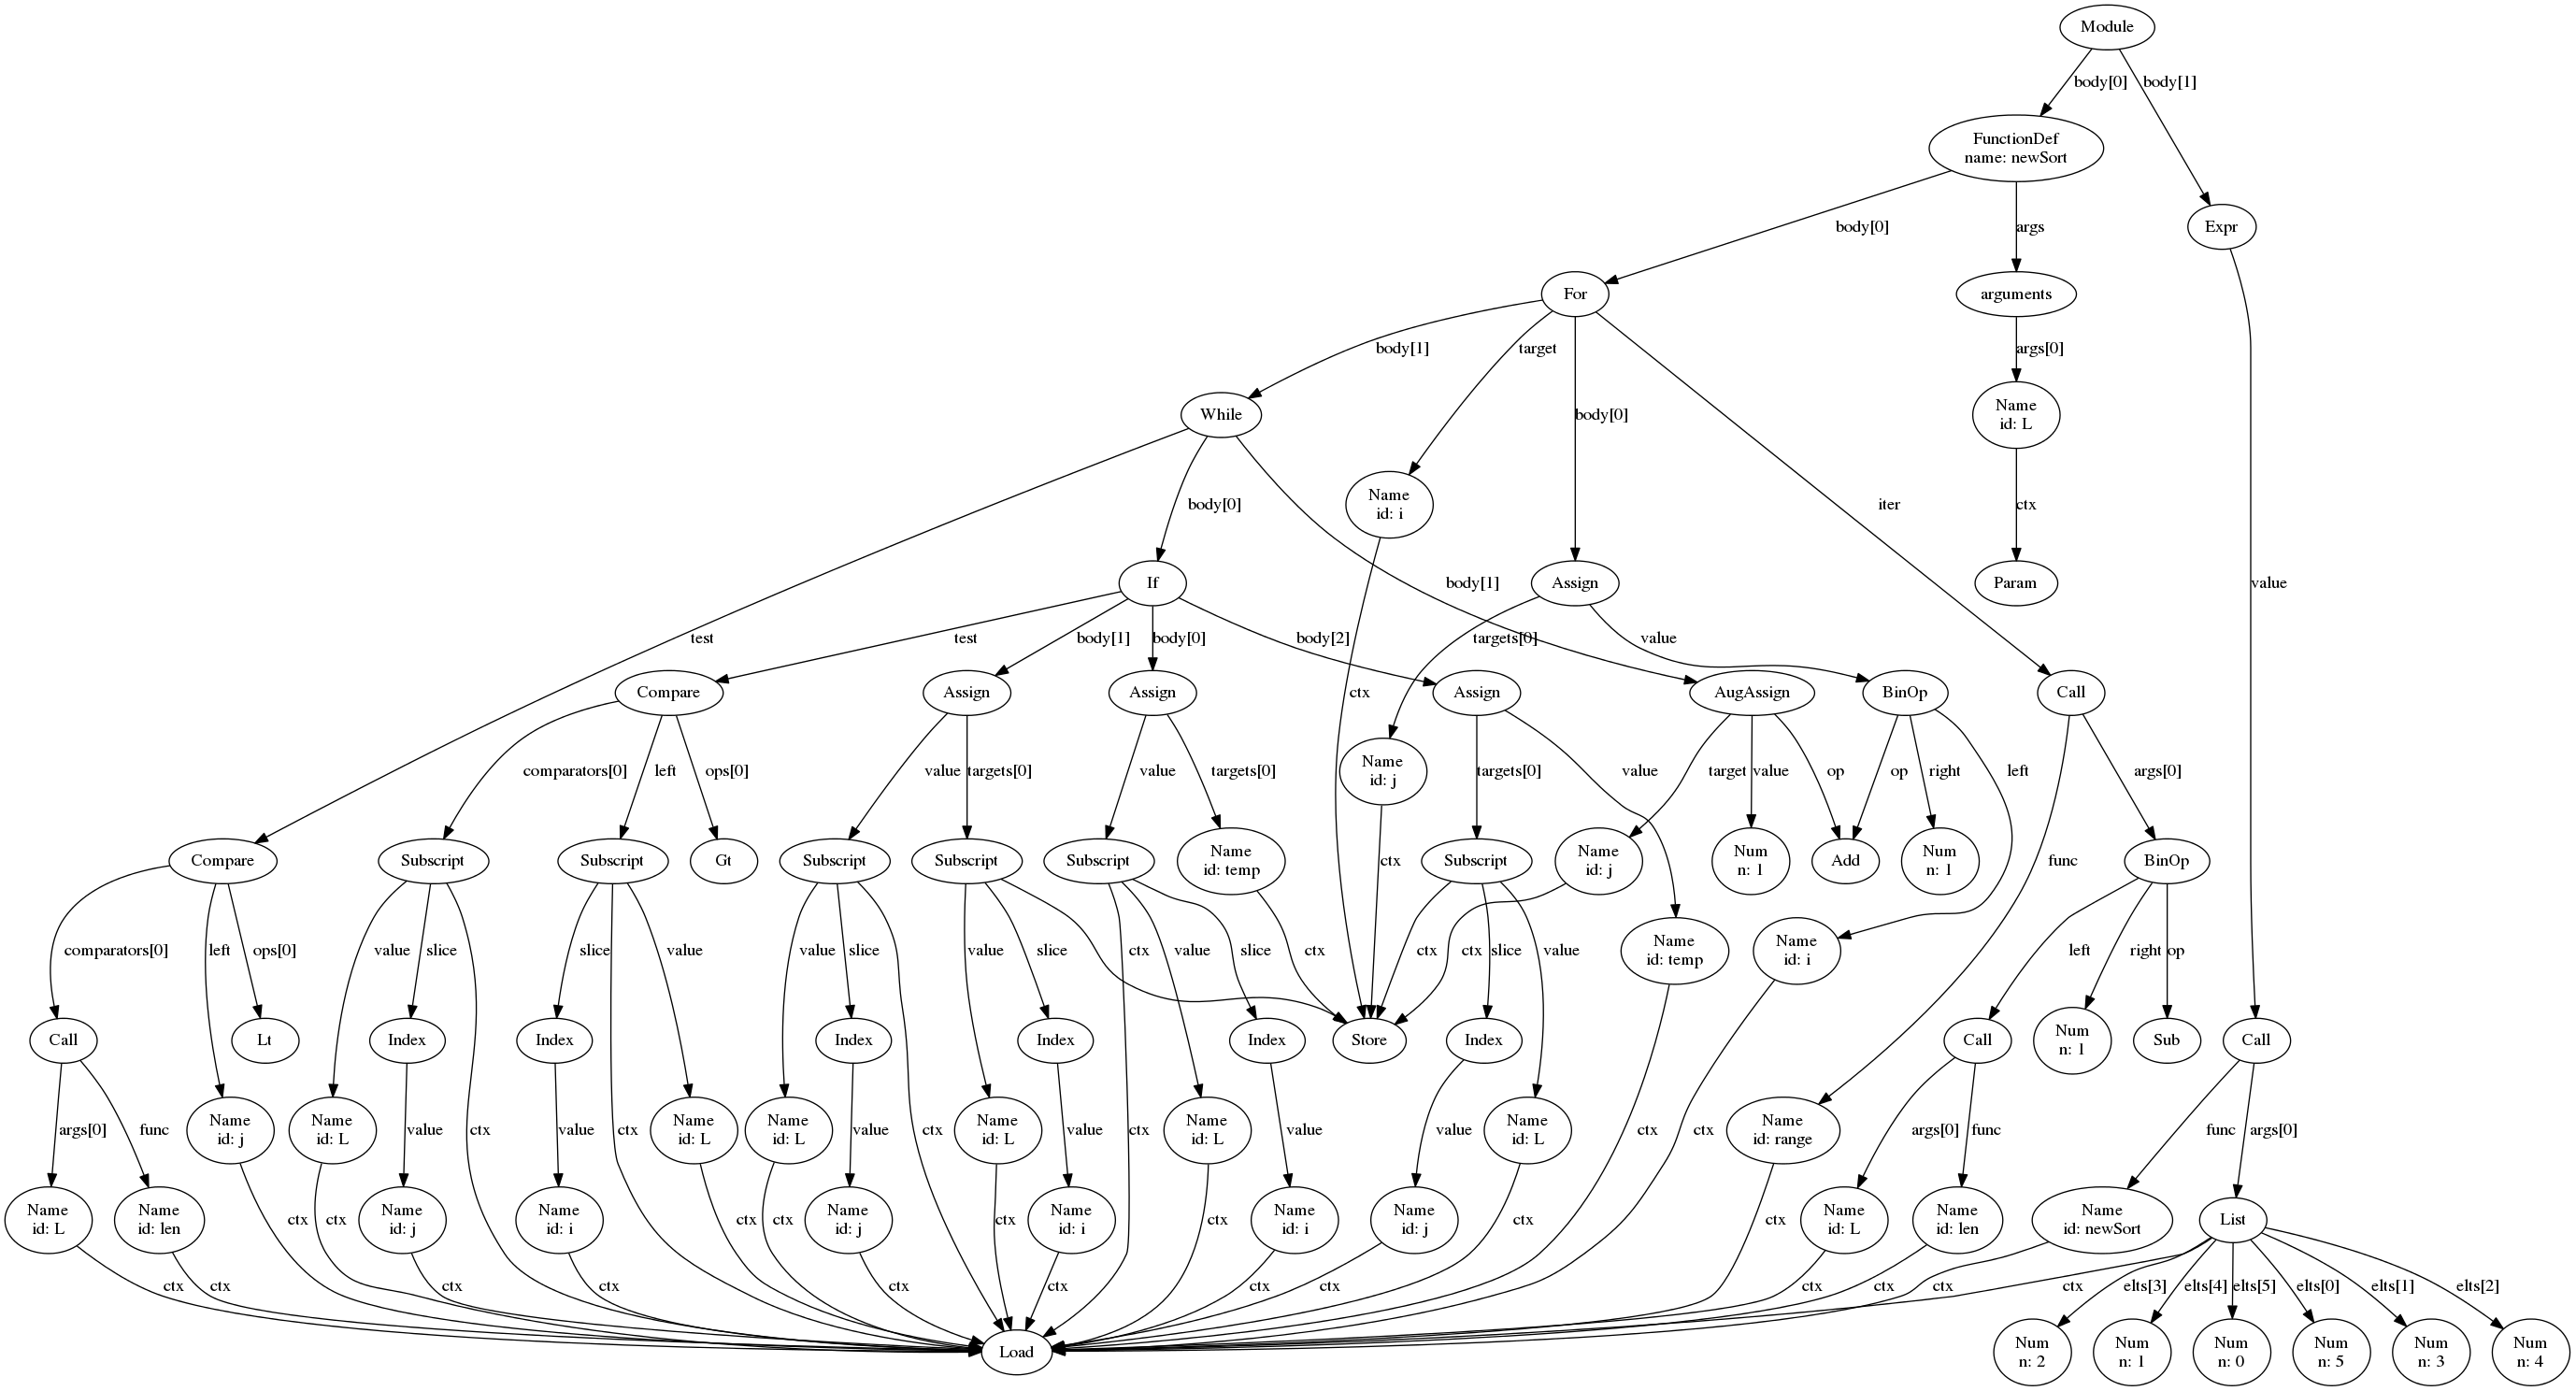 Module
body[0]
body[1]
FunctionDef
name: newSort
body[0]
args
Expr
For
arguments
body[1]
target
args[0]
While
body[0]
Name
id: L
body[0]
Name
id: i
iter
ctx
If
body[1]
Assign
Param
value
test
test
body[1]
body[0]
body[2]
targets[0]
value
Compare
Assign
Assign
Assign
ctx
AugAssign
BinOp
Call
comparators[0]
left
ops[0]
value
targets[0]
value
targets[0]
Name
id: j
targets[0]
value
target
value
op
op
right
left
args[0]
Compare
Subscript
Subscript
Gt
Subscript
Subscript
Subscript
Name
id: temp
ctx
Subscript
Name
id: j
Num
n: 1
Add
Num
n: 1
func
BinOp
comparators[0]
left
ops[0]
value
slice
slice
value
value
slice
value
slice
ctx
value
slice
ctx
ctx
ctx
slice
value
Name
id: temp
Name
id: i
left
right
op
Call
Lt
Index
Index
Index
Index
Index
Store
Index
Call
Num
n: 1
Sub
Call
args[0]
func
Name
id: j
Name
id: L
value
ctx
value
ctx
Name
id: L
Name
id: L
value
ctx
Name
id: L
value
ctx
Name
id: L
value
value
Name
id: L
ctx
ctx
Name
id: range
args[0]
func
func
args[0]
Name
id: L
Name
id: len
ctx
ctx
Name
id: j
Name
id: i
ctx
ctx
Name
id: j
ctx
Name
id: i
ctx
Name
id: i
Name
id: j
ctx
ctx
Name
id: L
Name
id: len
Name
id: newSort
List
ctx
ctx
ctx
ctx
ctx
ctx
ctx
ctx
ctx
ctx
ctx
ctx
elts[3]
elts[4]
elts[5]
elts[0]
elts[1]
elts[2]
Load
Num
n: 2
Num
n: 1
Num
n: 0
Num
n: 5
Num
n: 3
Num
n: 4